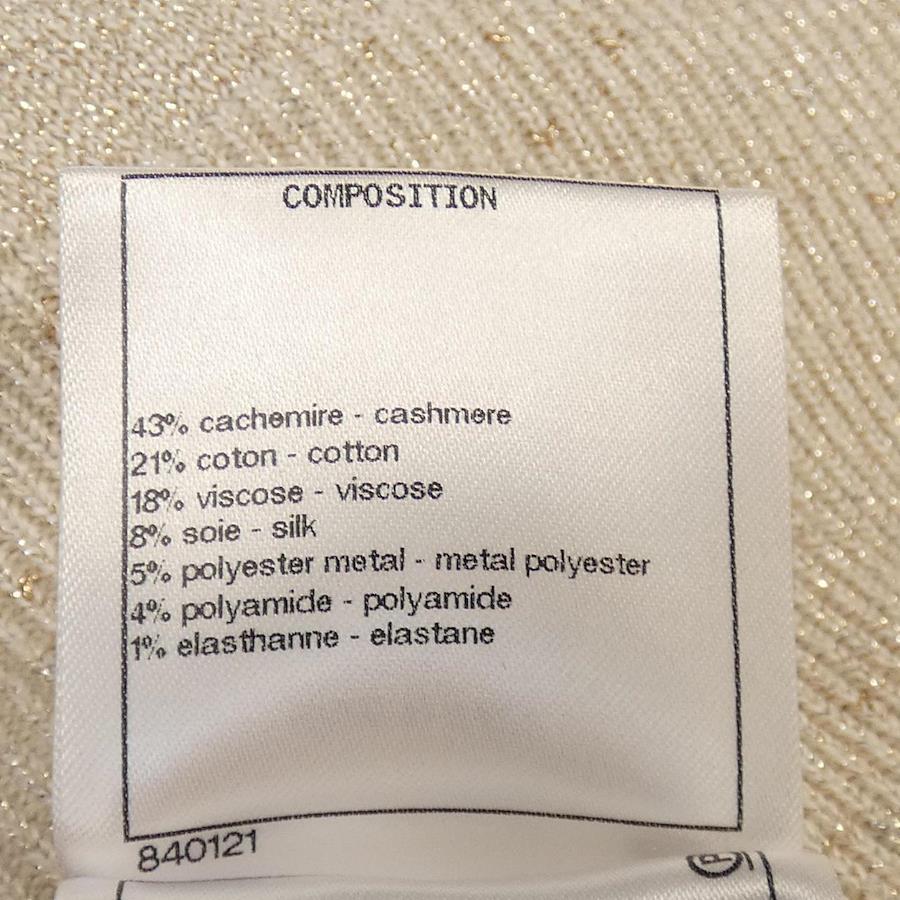 COMPOSITION
43% cachemire - cashmere
21% coton - cotton
18% viscose - viscose
8% soie - silk
5% polyester metal - metal polyester
4% polyamide - polyamide
1% elasthanne - elastane
840121
P